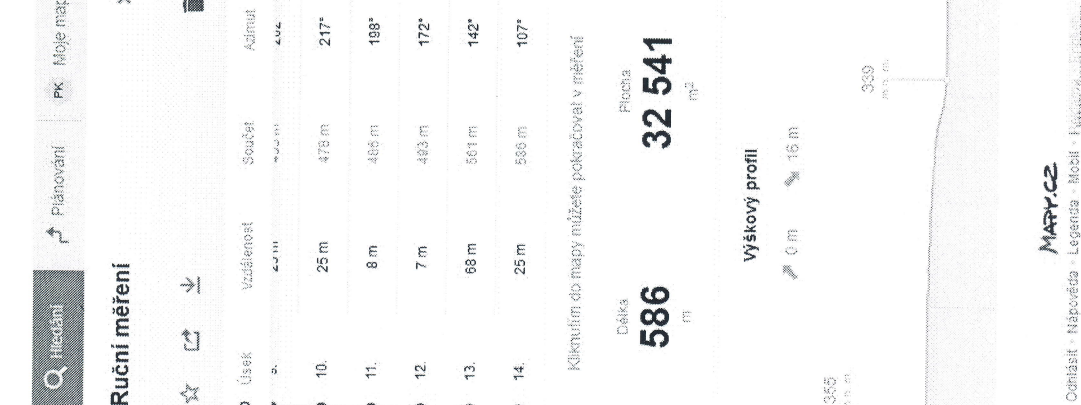 Hledání Plánování PK Moje map
Ruční měření
Úsek Vzdálenost Součet Azimut
10. 25 m 478 m 217°
11. 8 m 486 m 198°
12. 7 m 493 m 172°
13. 68 m 561 m 142°
14. 25 m 586 m 107°
Kliknutím do mapy můžete pokračovat v měření
Délka Plocha
586 32 541
m m²
Výškový profil
0 m 16 m
355 339
m n. m. m n. m.
MAPY.CZ
Odhlásit · Nápověda · Legenda · Mobil